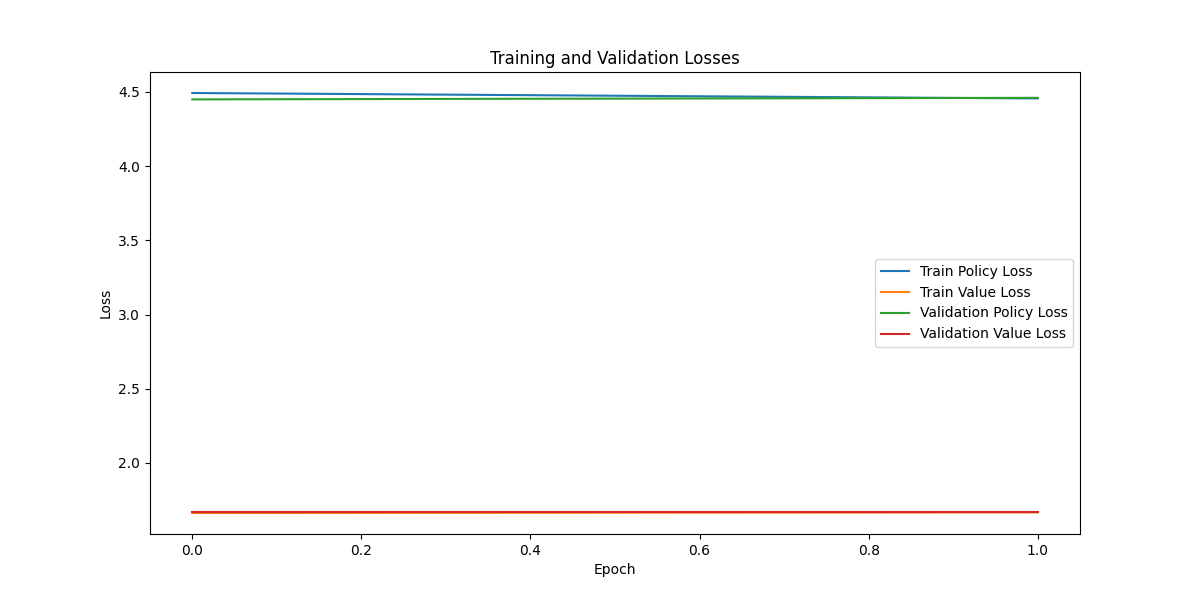 Training and Validation Losses
4.5
4.0
3.5
3.0
2.5
2.0
Loss
Train Policy Loss
Train Value Loss
Validation Policy Loss
Validation Value Loss
0.0 0.2 0.4 0.6 0.8 1.0
Epoch